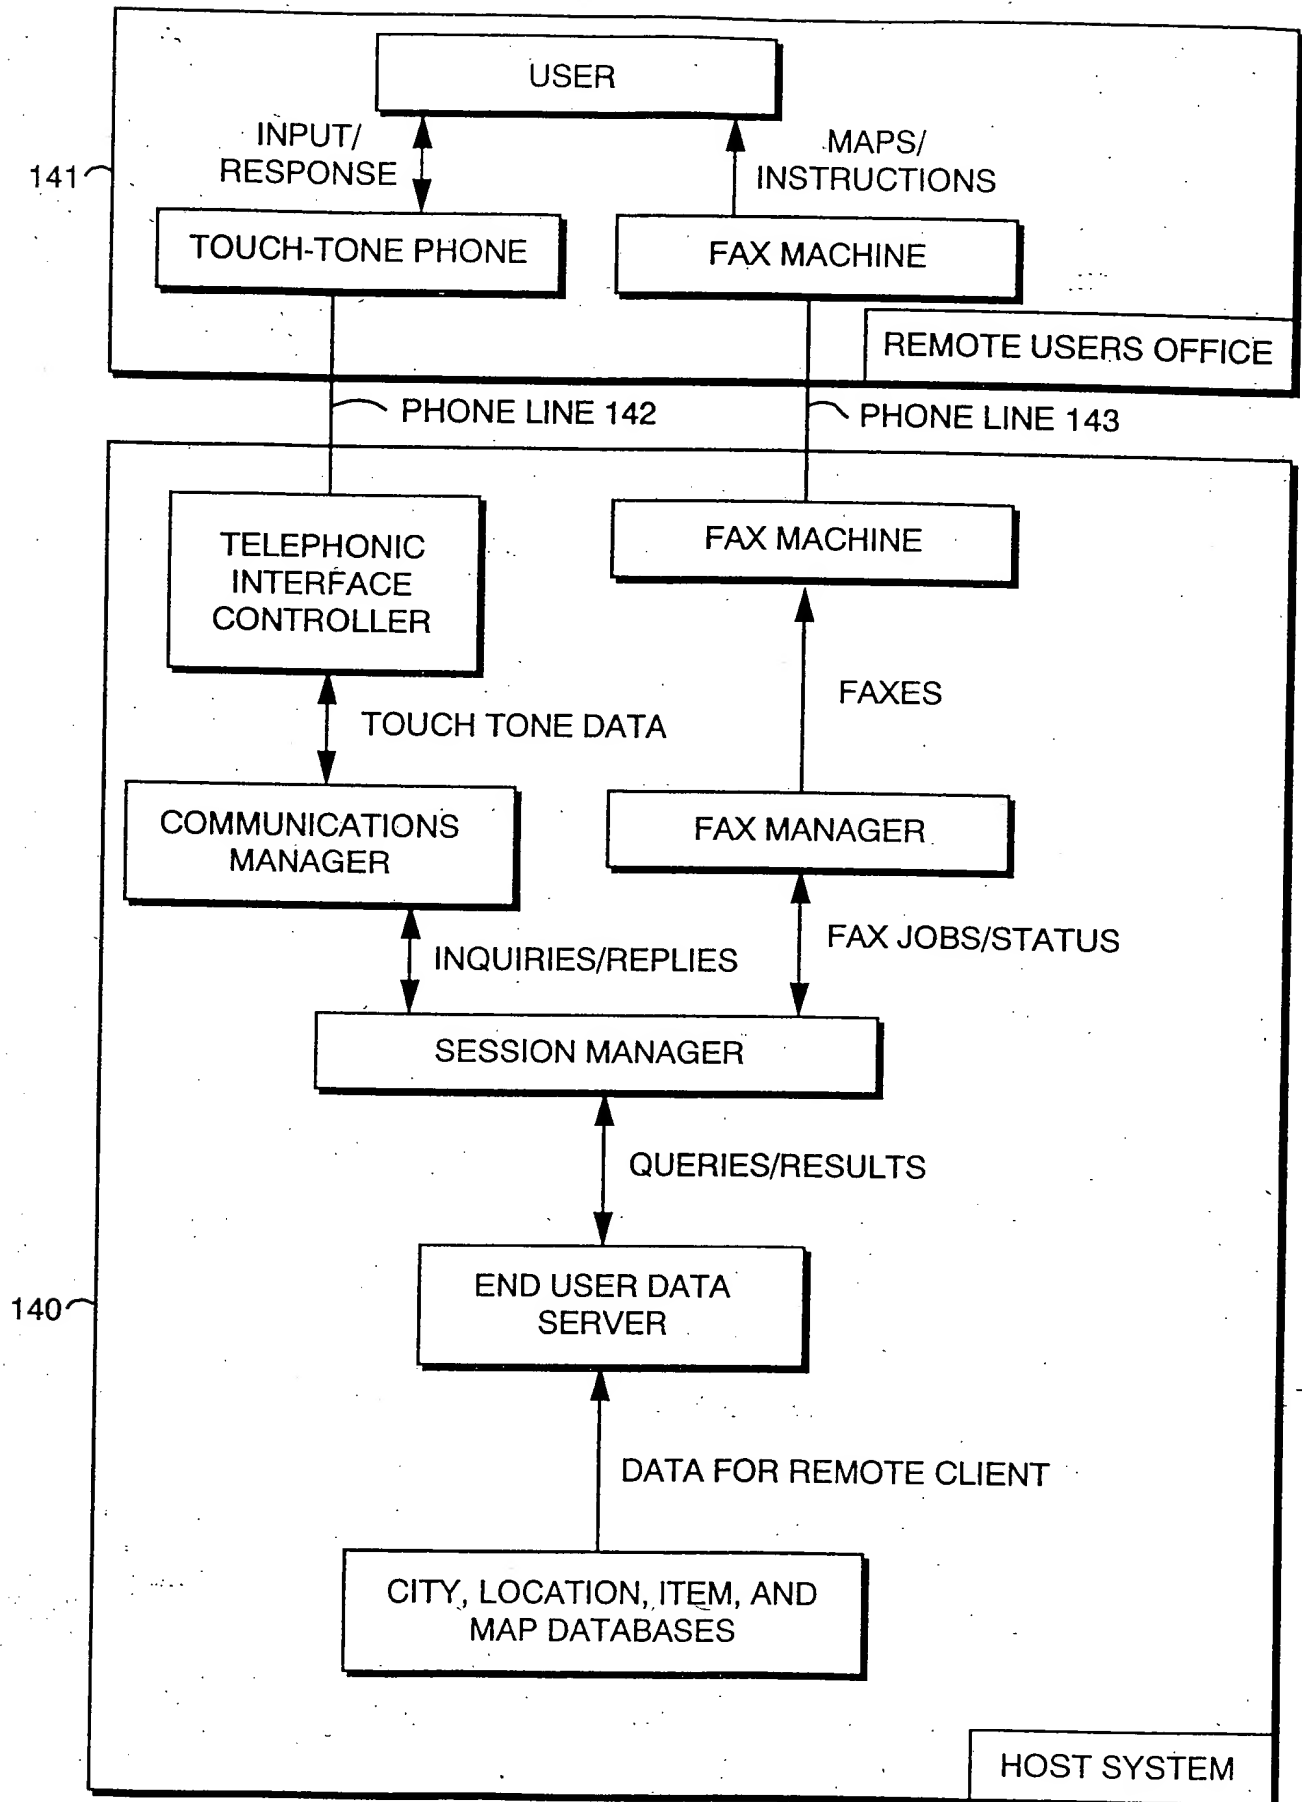 USER
INPUT/
RESPONSE
MAPS/
INSTRUCTIONS
141
TOUCH-TONE PHONE
FAX MACHINE
REMOTE USERS OFFICE
PHONE LINE 142
PHONE LINE 143
TELEPHONIC
INTERFACE
CONTROLLER
FAX MACHINE
FAXES
TOUCH TONE DATA
COMMUNICATIONS
MANAGER
FAX MANAGER
INQUIRIES/REPLIES
FAX JOBS/STATUS
SESSION MANAGER
QUERIES/RESULTS
END USER DATA
SERVER
140
DATA FOR REMOTE CLIENT
CITY, LOCATION, ITEM, AND
MAP DATABASES
HOST SYSTEM